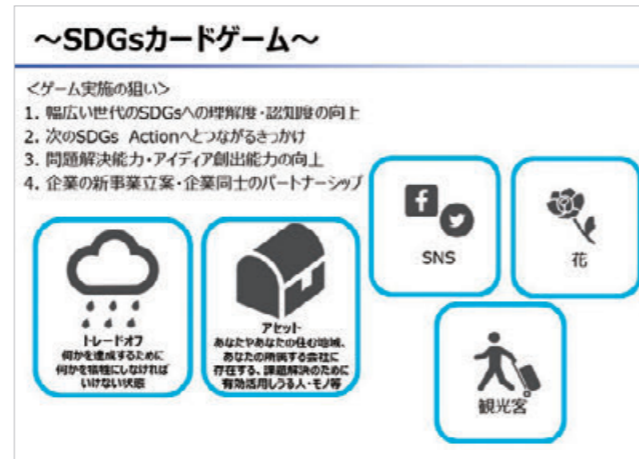 ～SDGsカードゲーム～
＜ゲーム実施の狙い＞
1. 幅広い世代のSDGsへの理解度・認知度の向上
2. 次のSDGs Actionへとつながるきっかけ
3. 問題解決能力・アイディア創出能力の向上
4. 企業の新事業立案・企業同士のパートナーシップ
トレードオフ
何かを達成するために
何かを犠牲にしなければ
いけない状態
アセット
あなたやあなたの住む地域、
あなたの所属する会社に
存在する、課題解決のために
有効活用しうる人・モノ等
SNS
花
観光客